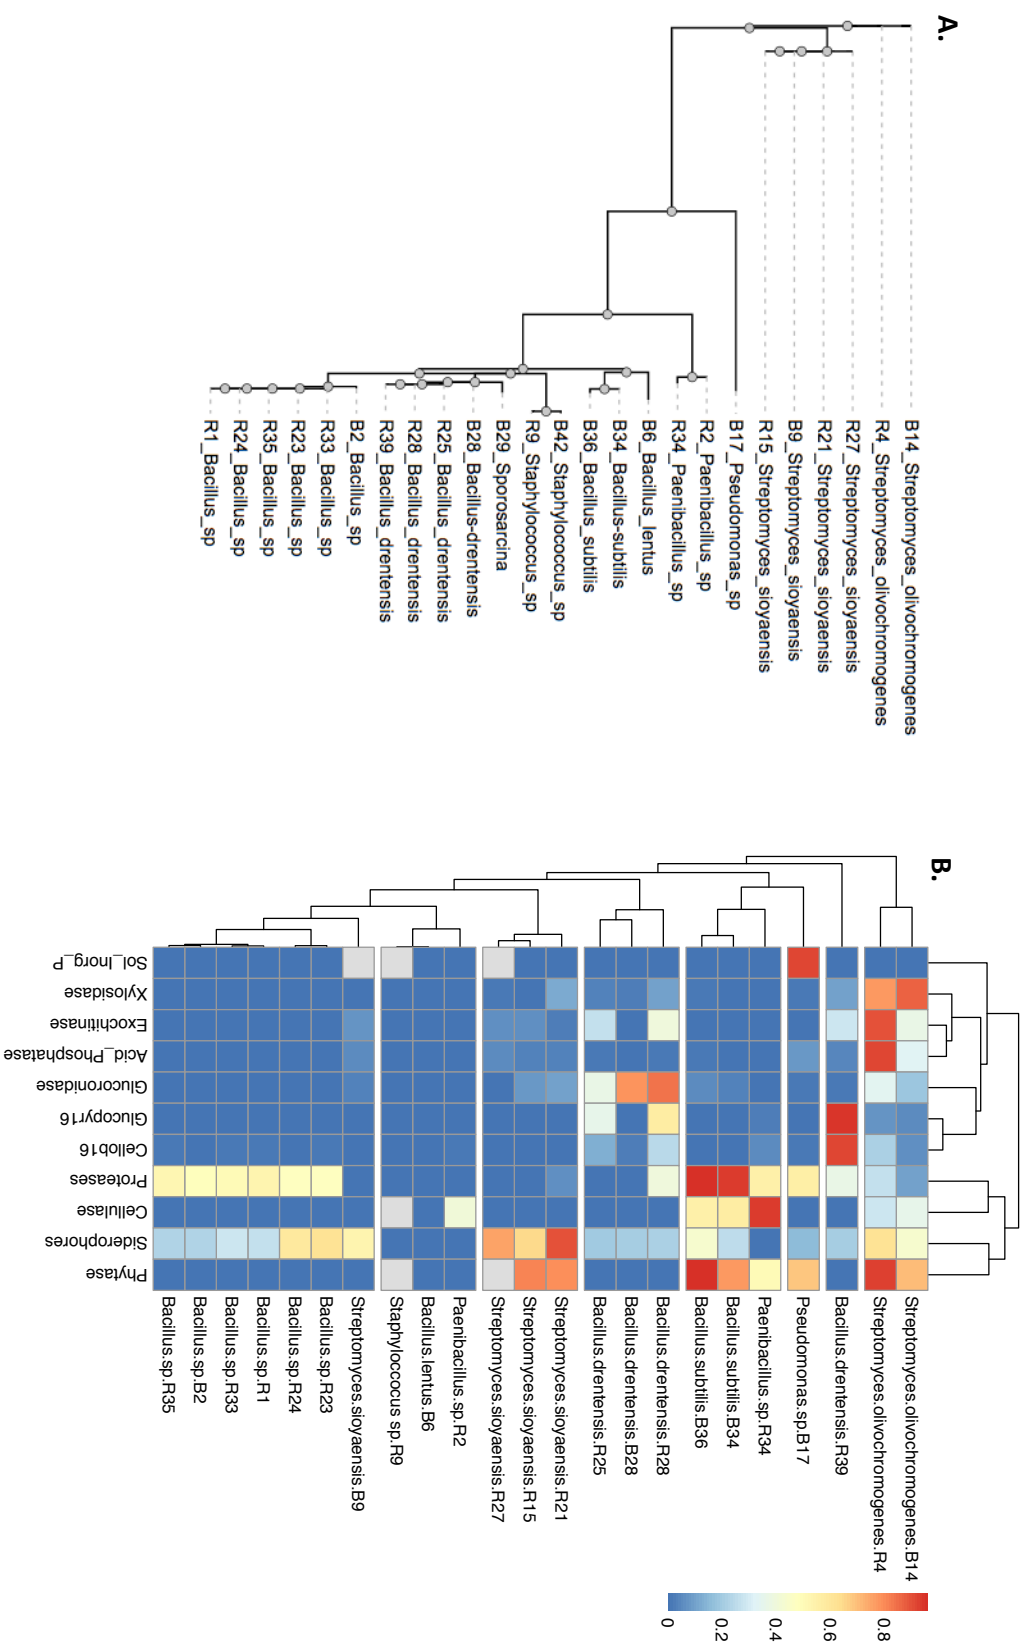 A.
B14_Streptomyces_olivochromogenes
R4_Streptomyces_olivochromogenes
R27_Streptomyces_sioyaensis
R21_Streptomyces_sioyaensis
B9_Streptomyces_sioyaensis
R15_Streptomyces_sioyaensis
B17_Pseudomonas_sp
R2_Paenibacillus_sp
R34_Paenibacillus_sp
B6_Bacillus_lentus
B34_Bacillus-subtilis
B36_Bacillus_subtilis
B42_Staphylococcus_sp
R9_Staphylococcus_sp
B29_Sporosarcina
B28_Bacillus-drentensis
R25_Bacillus_drentensis
R28_Bacillus_drentensis
R39_Bacillus_drentensis
B2_Bacillus_sp
R33_Bacillus_sp
R23_Bacillus_sp
R35_Bacillus_sp
R24_Bacillus_sp
R1_Bacillus_sp
B.
Streptomyces.olivochromogenes.B14
Streptomyces.olivochromogenes.R4
Bacillus.drentensis.R39
Pseudomonas.sp.B17
Paenibacillus.sp.R34
Bacillus.subtilis.B34
Bacillus.subtilis.B36
Bacillus.drentensis.R28
Bacillus.drentensis.B28
Bacillus.drentensis.R25
Streptomyces.sioyaensis.R21
Streptomyces.sioyaensis.R15
Streptomyces.sioyaensis.R27
Paenibacillus.sp.R2
Bacillus.lentus.B6
Staphyloccocus sp.R9
Streptomyces.sioyaensis.B9
Bacillus.sp.R23
Bacillus.sp.R24
Bacillus.sp.R1
Bacillus.sp.R33
Bacillus.sp.B2
Bacillus.sp.R35
Sol_Inorg_P
Xylosidase
Exochitinase
Acid_Phosphatase
Glucoronidase
Glucopyr16
Cellob16
Proteases
Cellulase
Siderophores
Phytase
0.8
0.6
0.4
0.2
0